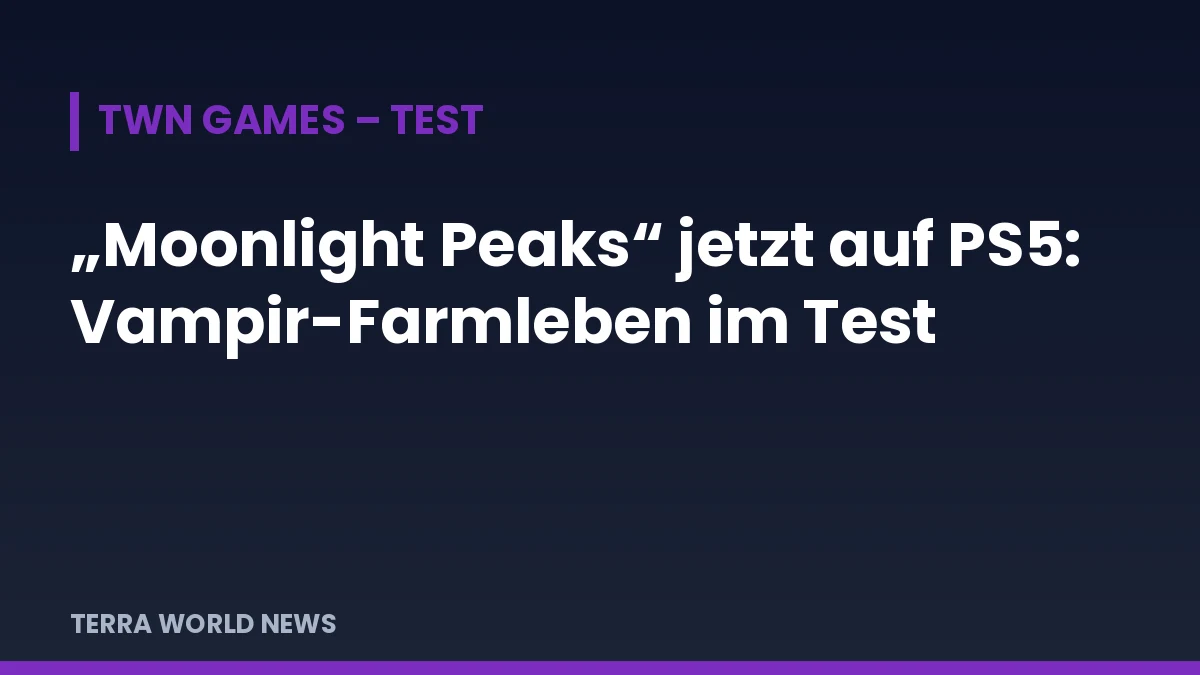 TWN GAMES – TEST
„Moonlight Peaks“ jetzt auf PS5:
Vampir-Farmleben im Test
TERRA WORLD NEWS